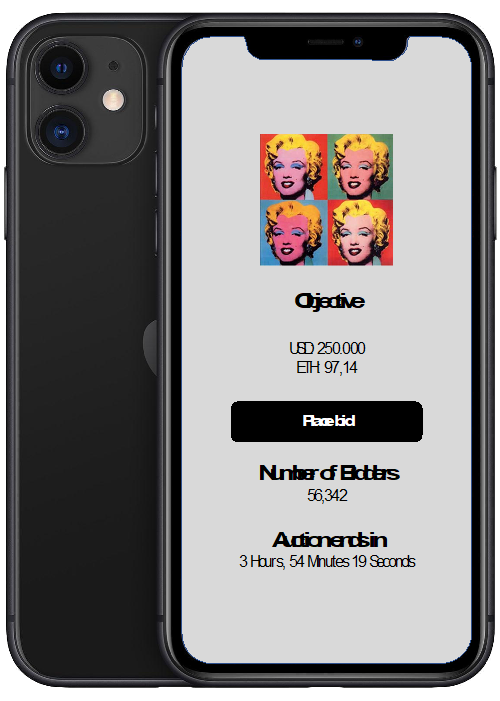 Objective
USD: 250.000
ETH: 97,14
Place bid
Number of Bidders
56,342
Auction ends in
3 Hours, 54 Minutes 19 Seconds